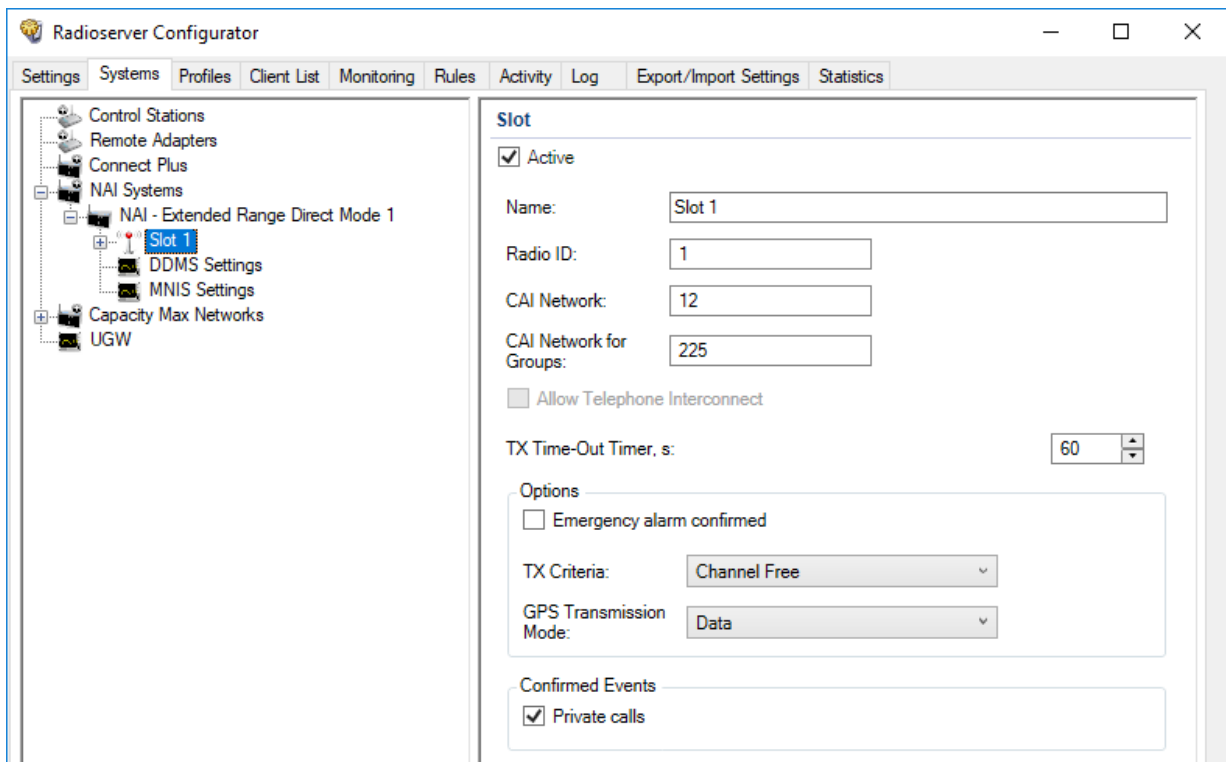 Radioserver Configurator
Settings Systems Profiles Client List Monitoring Rules Activity Log Export/Import Settings Statistics
Control Stations
Remote Adapters
Connect Plus
NAI Systems
NAI - Extended Range Direct Mode 1
Slot 1
DDMS Settings
MNIS Settings
Capacity Max Networks
UGW
Slot
Active
Name: Slot 1
Radio ID: 1
CAI Network: 12
CAI Network for
Groups: 225
Allow Telephone Interconnect
TX Time-Out Timer, s: 60
Options
Emergency alarm confirmed
TX Criteria: Channel Free
GPS Transmission
Mode: Data
Confirmed Events
Private calls